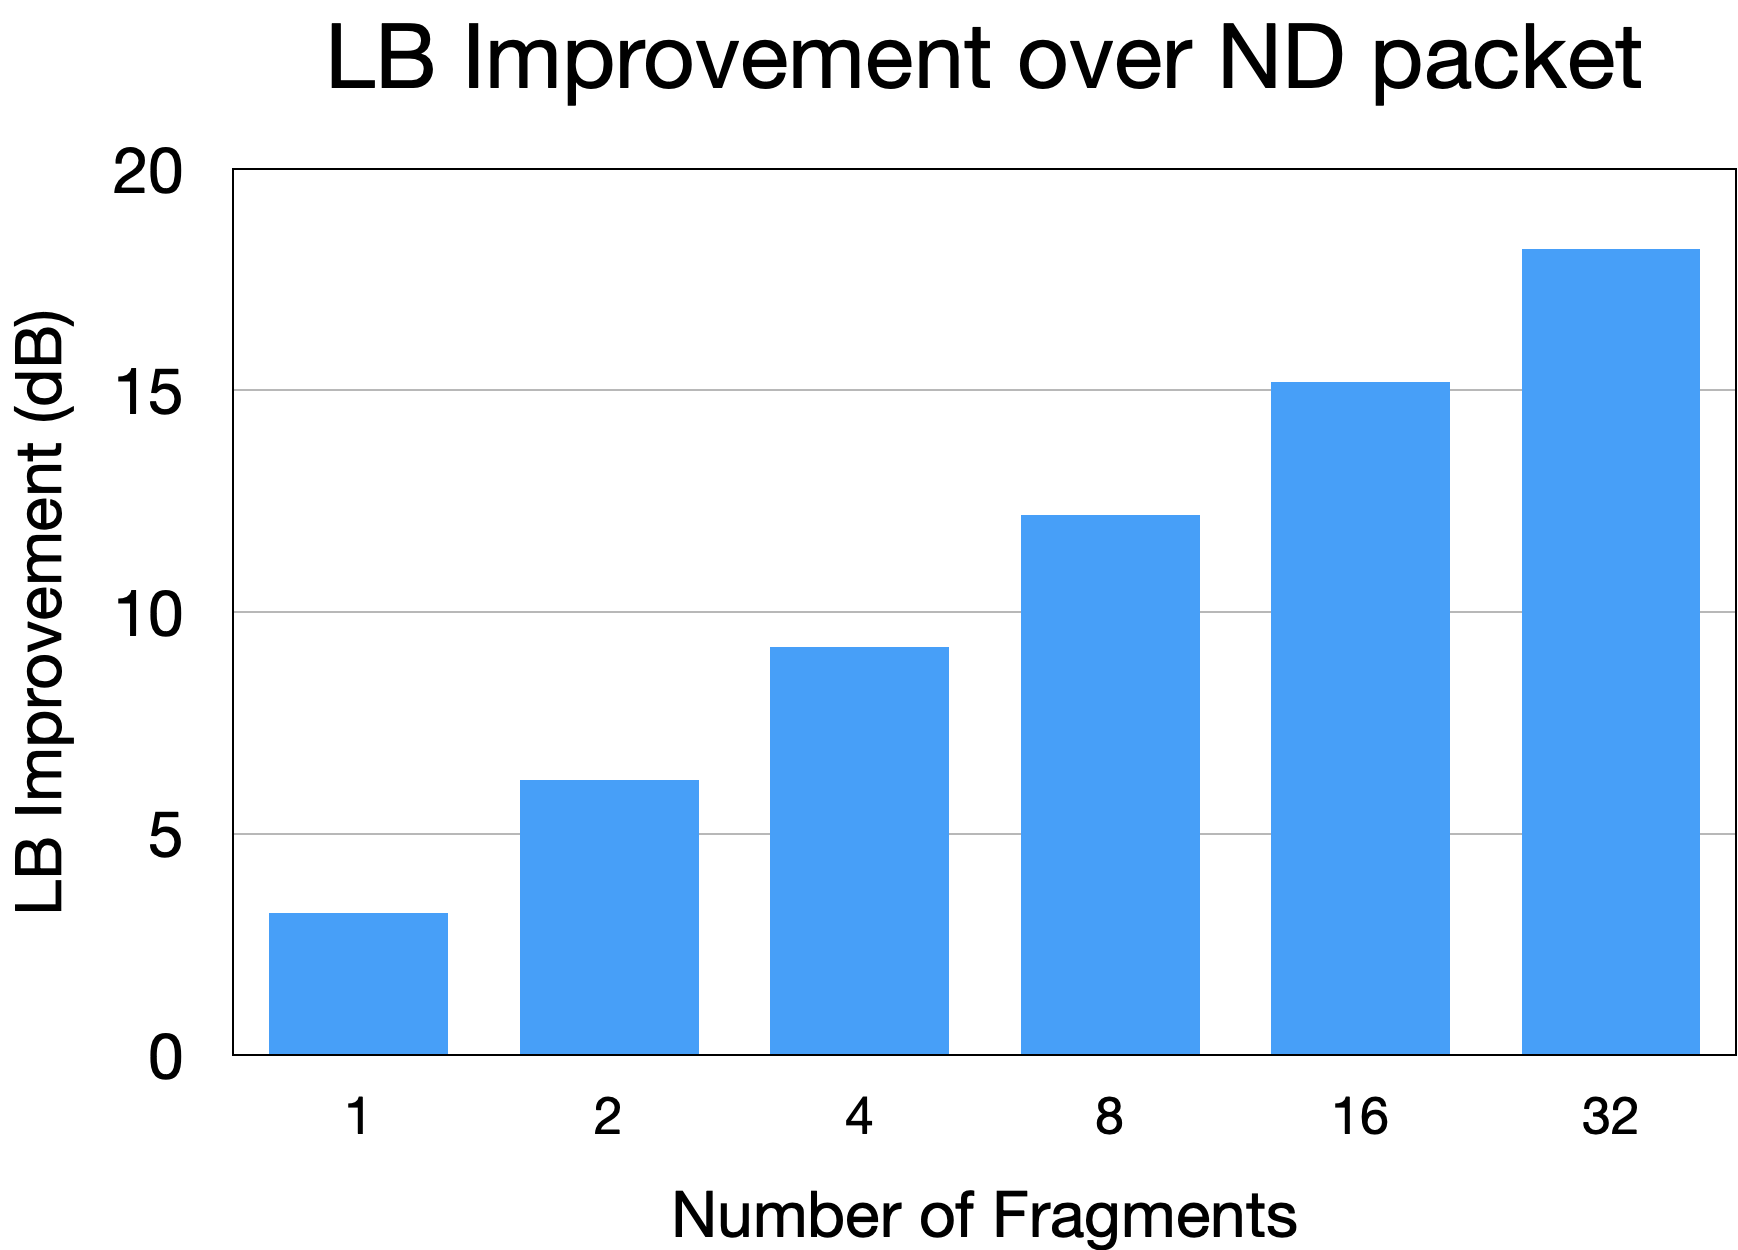 LB Improvement over ND packet
20
15
10
5
0
LB Improvement (dB)
1 2 4 8 16 32
Number of Fragments